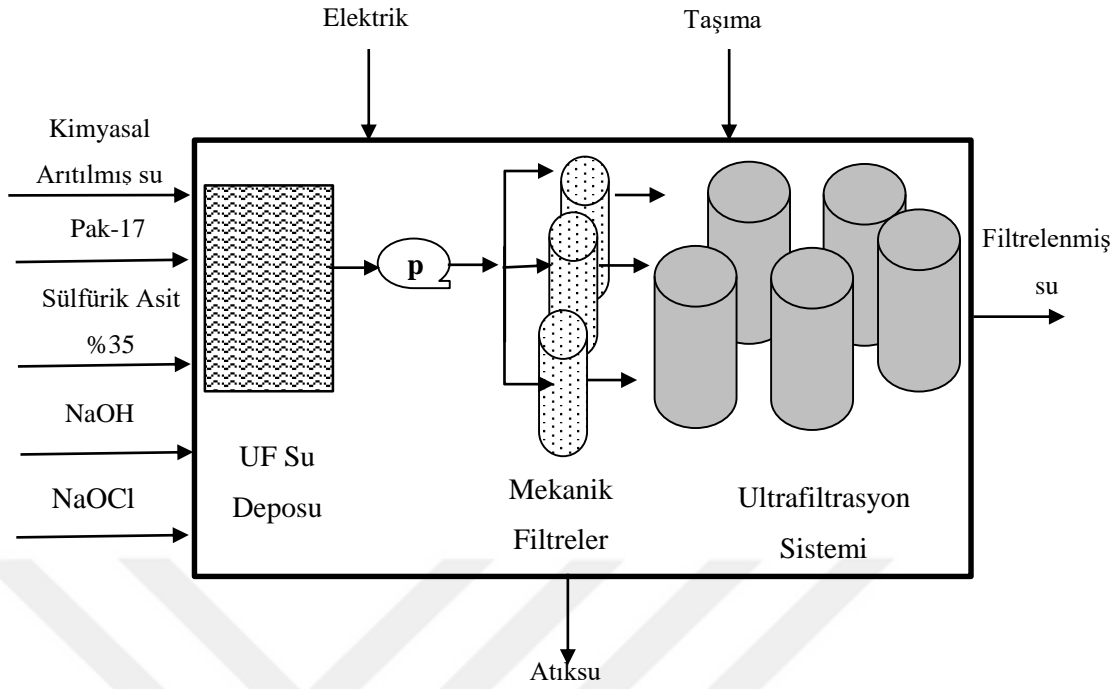 Elektrik
Taşıma
Kimyasal
Arıtılmış su
Pak-17
Sülfürik Asit
%35
NaOH
NaOCl
p
UF Su
Deposu
Mekanik
Filtreler
Ultrafiltrasyon
Sistemi
Filtrelenmiş
su
Atıksu